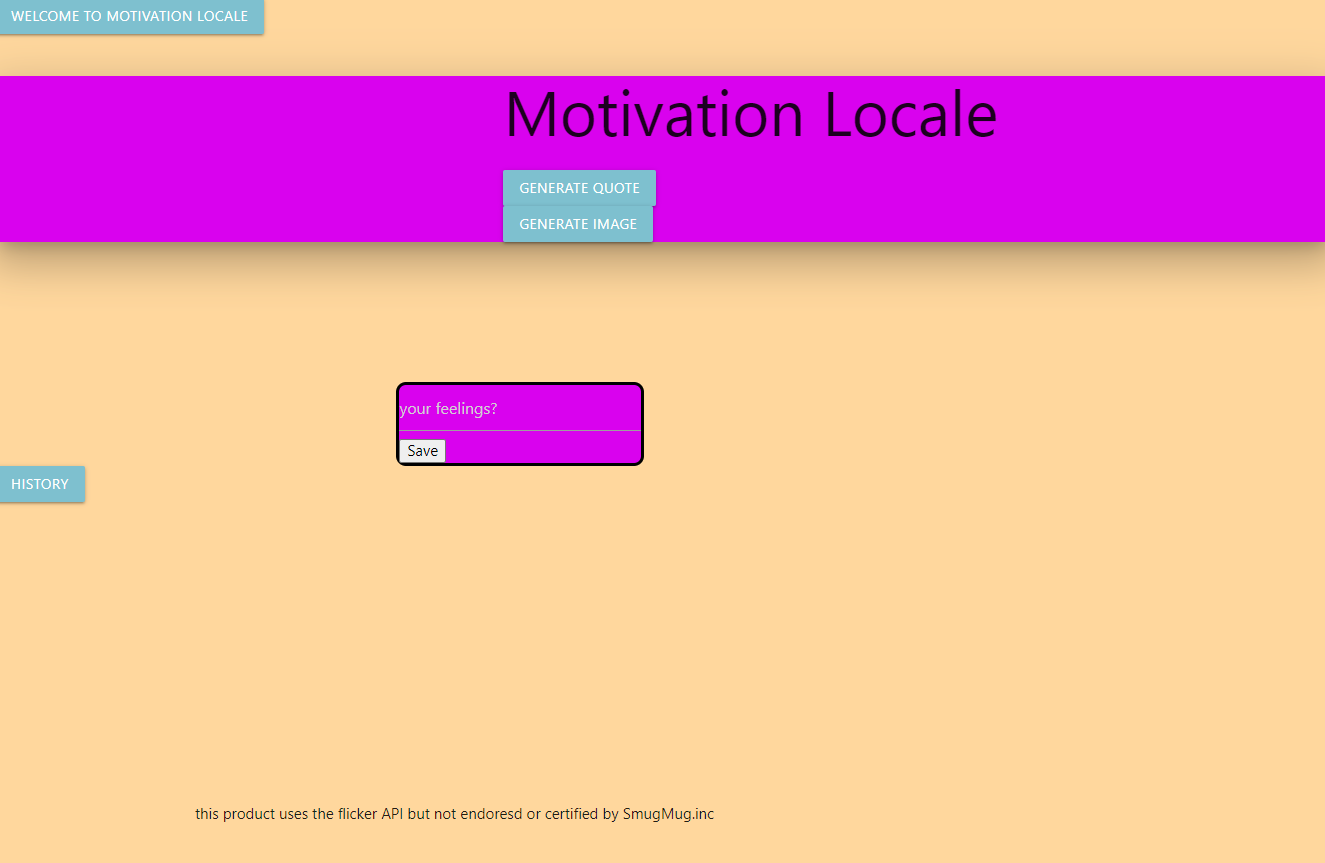 WELCOME TO MOTIVATION LOCALE
Motivation Locale
GENERATE QUOTE
GENERATE IMAGE
your feelings?
Save
HISTORY
this product uses the flicker API but not endoresd or certified by SmugMug.inc